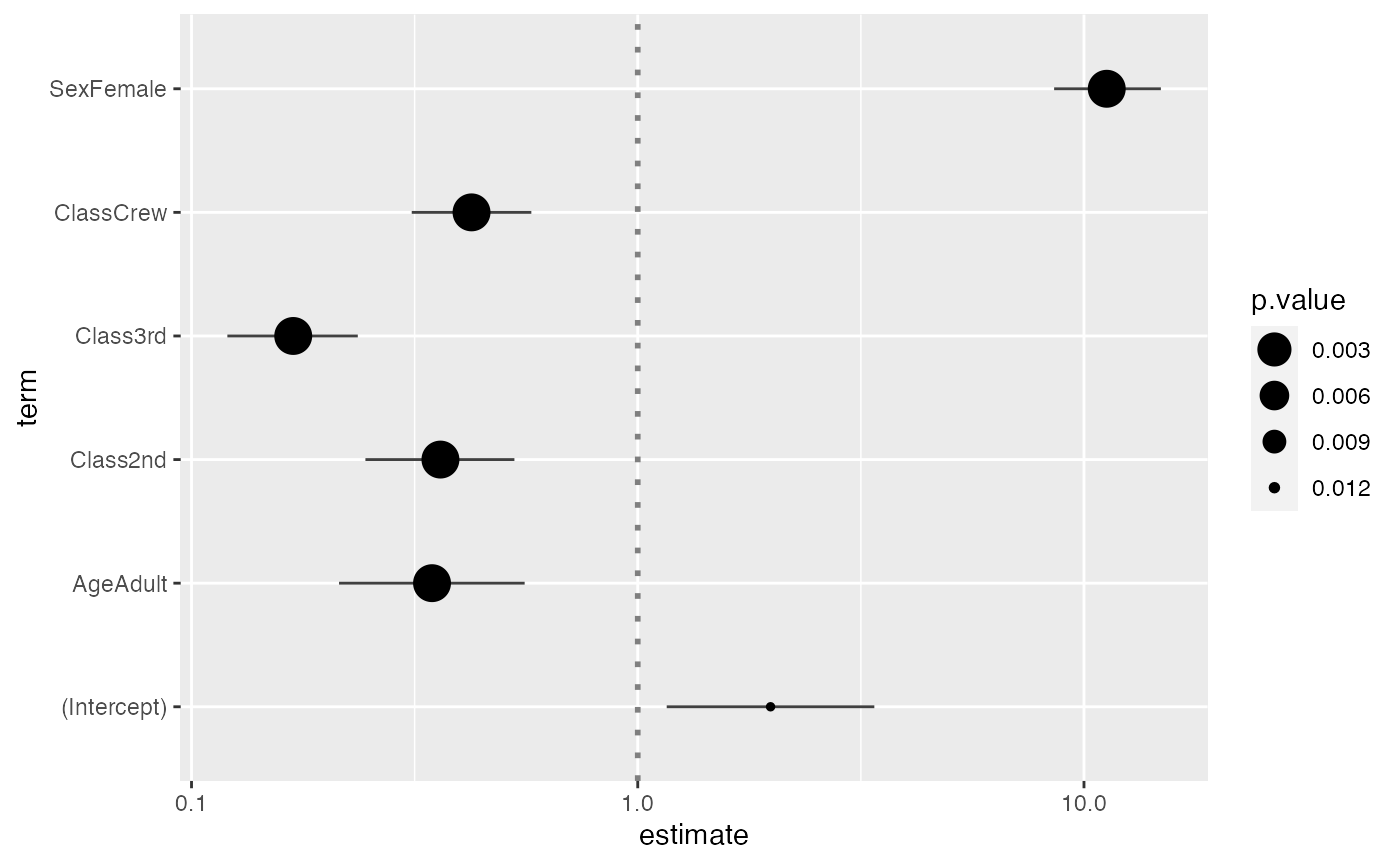 SexFemale
ClassCrew
Class3rd
Class2nd
AgeAdult
(Intercept)
term
0.1
1.0
10.0
estimate
p.value
0.003
0.006
0.009
0.012